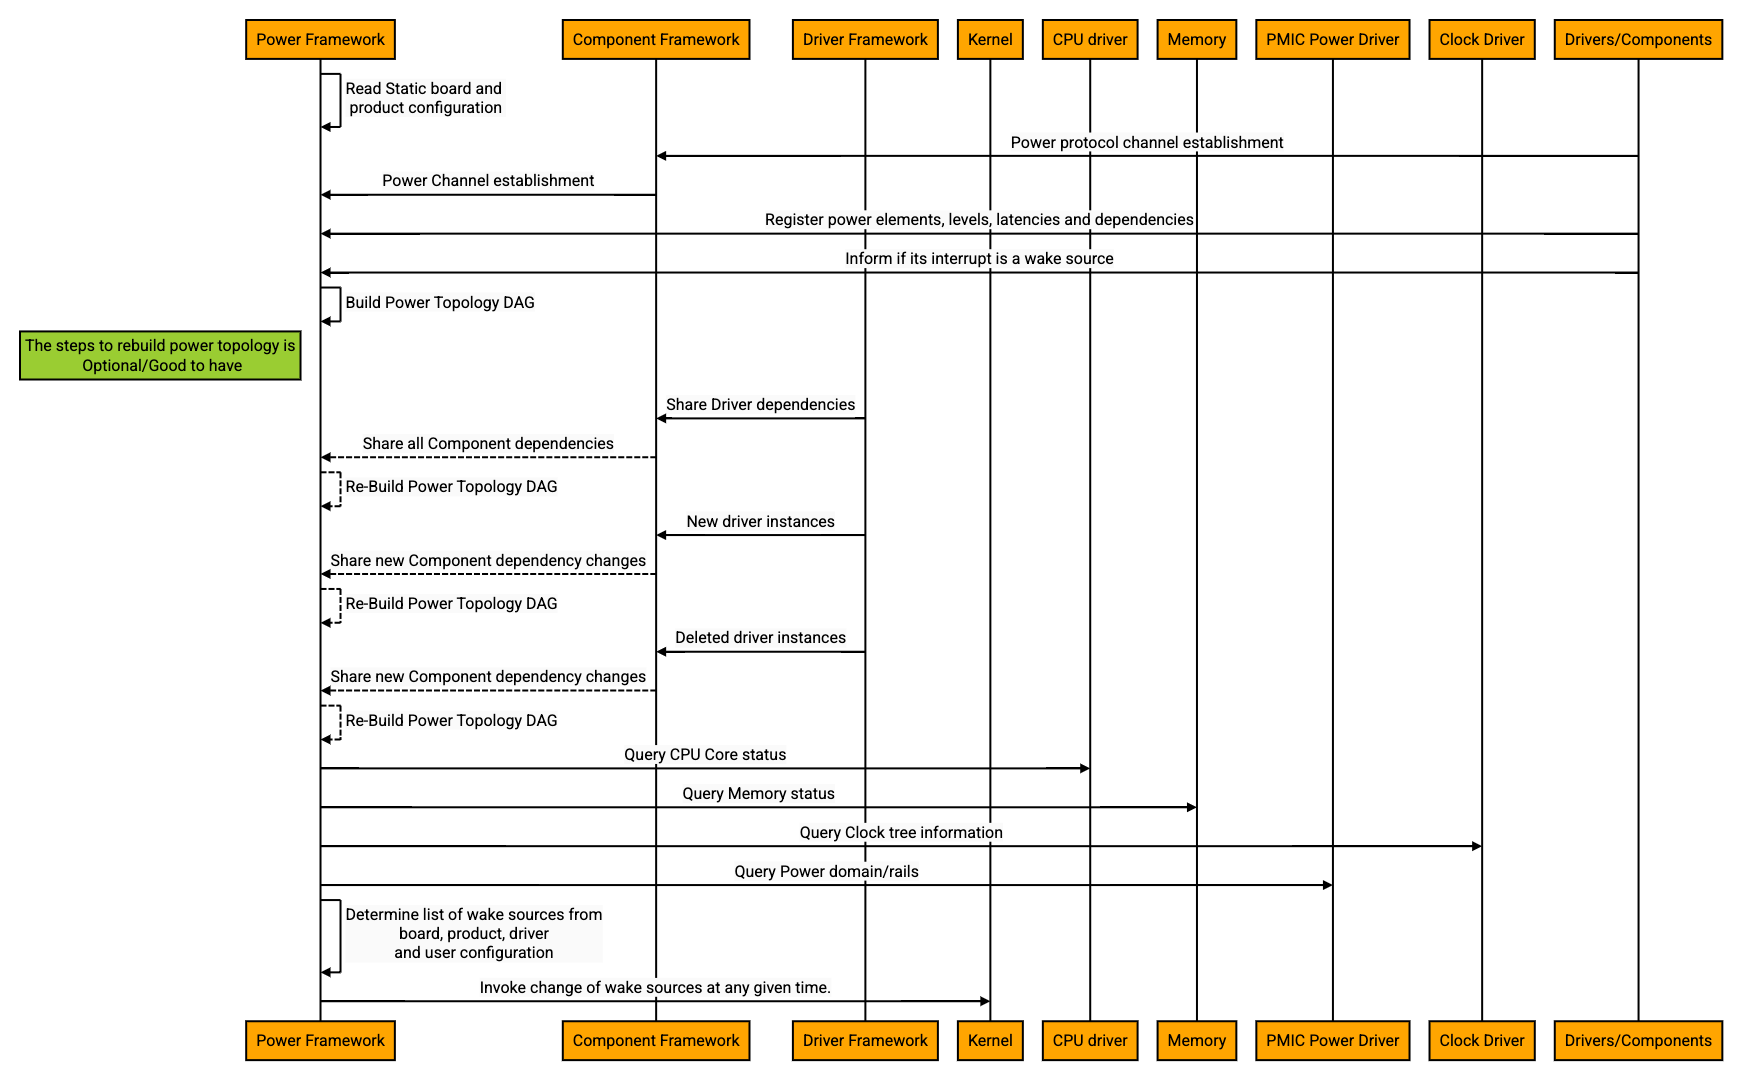 Power Framework
Component Framework
Driver Framework
Kernel
CPU driver
Memory
PMIC Power Driver
Clock Driver
Drivers/Components
Read Static board and
product configuration
Power protocol channel establishment
Power Channel establishment
Register power elements, levels, latencies and dependencies
Inform if its interrupt is a wake source
Build Power Topology DAG
The steps to rebuild power topology is
Optional/Good to have
Share Driver dependencies
Share all Component dependencies
Re-Build Power Topology DAG
New driver instances
Share new Component dependency changes
Re-Build Power Topology DAG
Deleted driver instances
Share new Component dependency changes
Re-Build Power Topology DAG
Query CPU Core status
Query Memory status
Query Clock tree information
Query Power domain/rails
Determine list of wake sources from
board, product, driver
and user configuration
Invoke change of wake sources at any given time.
Power Framework
Component Framework
Driver Framework
Kernel
CPU driver
Memory
PMIC Power Driver
Clock Driver
Drivers/Components